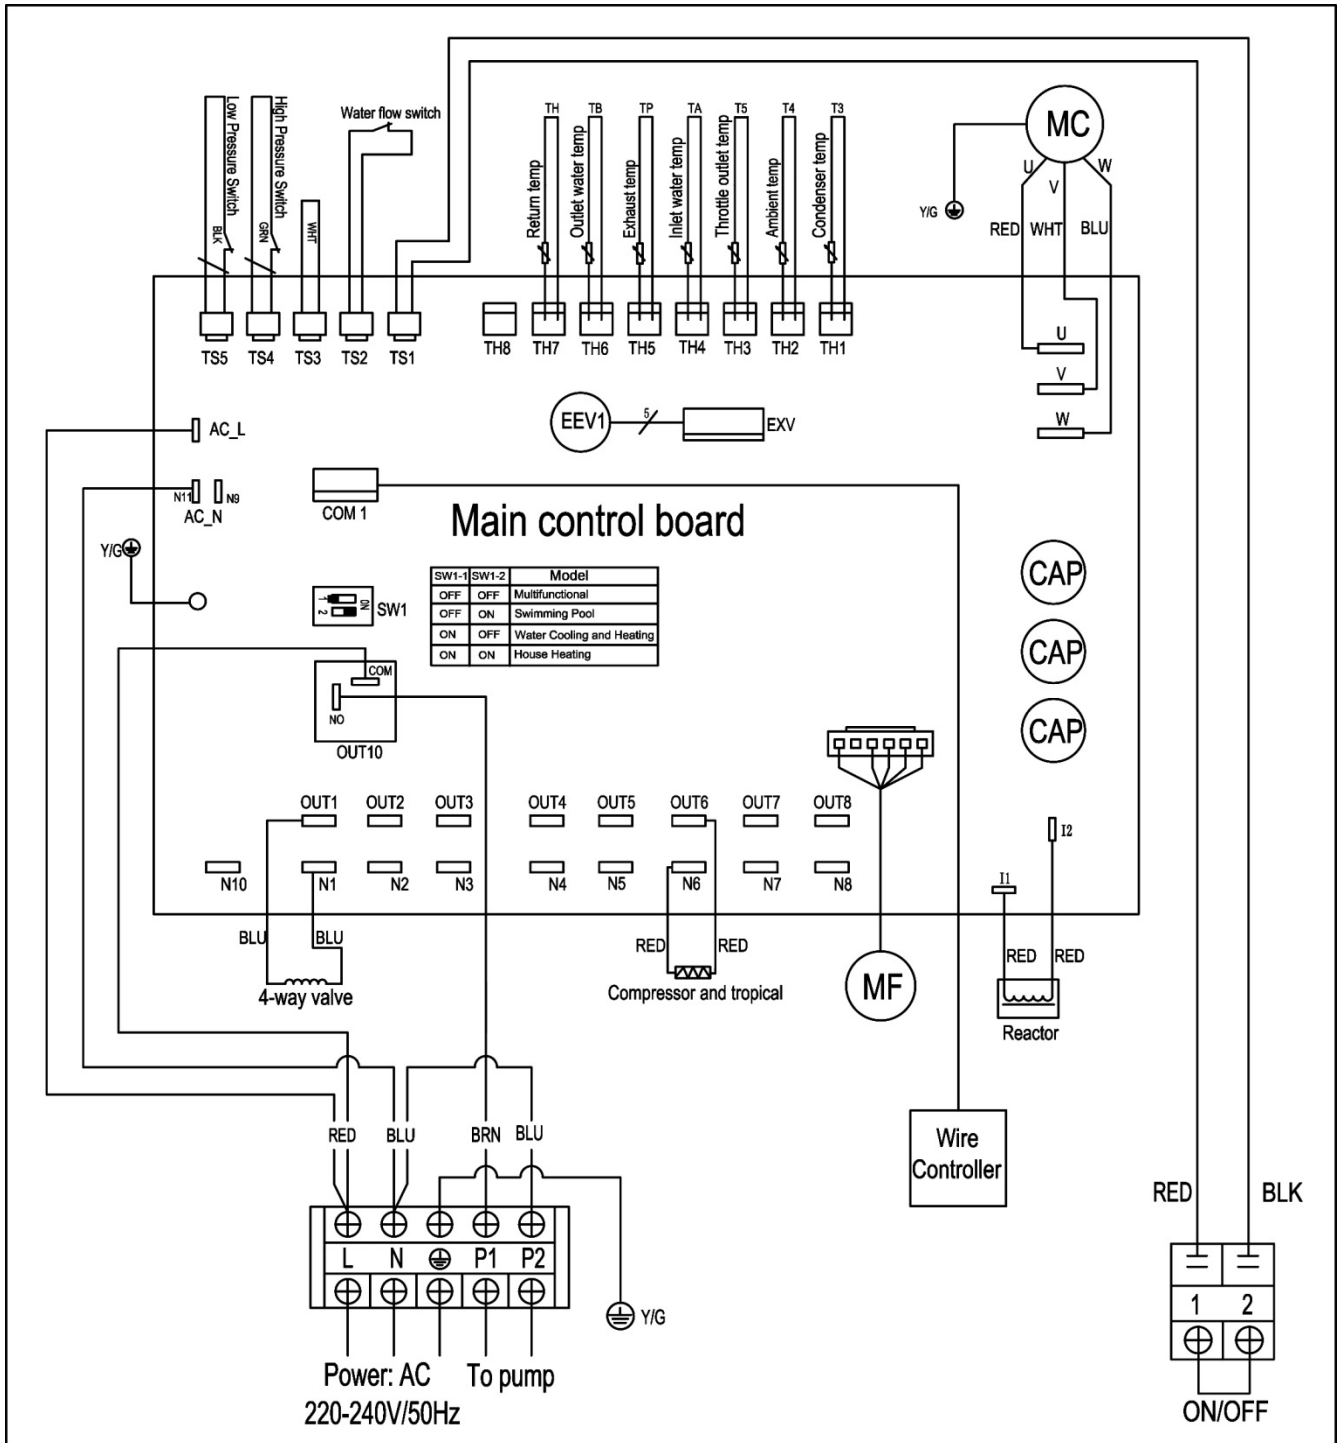 Low Pressure Switch
BLK
High Pressure Switch
GRN
WHT
Water flow switch
TH TB TP TA T5 T4 T3
Return temp
Outlet water temp
Exhaust temp
Inlet water temp
Throttle outlet temp
Ambient temp
Condenser temp
MC
U V W
Y/G
RED WHT BLU
TS5 TS4 TS3 TS2 TS1
TH8 TH7 TH6 TH5 TH4 TH3 TH2 TH1
U
V
W
AC_L
EEV1 5 EXV
N11 N9
AC_N
COM 1
Main control board
Y/G
1 2 ON
SW1
SW1-1 SW1-2 Model
OFF OFF Multifunctional
OFF ON Swimming Pool
ON OFF Water Cooling and Heating
ON ON House Heating
CAP
CAP
CAP
COM
NO
OUT10
OUT1 OUT2 OUT3 OUT4 OUT5 OUT6 OUT7 OUT8
I2
N10 N1 N2 N3 N4 N5 N6 N7 N8
I1
BLU BLU
RED RED
RED RED
4-way valve
Compressor and tropical
MF
Reactor
RED BLU BRN BLU
Wire
Controller
RED BLK
L N P1 P2
Y/G
1 2
Power: AC
220-240V/50Hz
To pump
ON/OFF